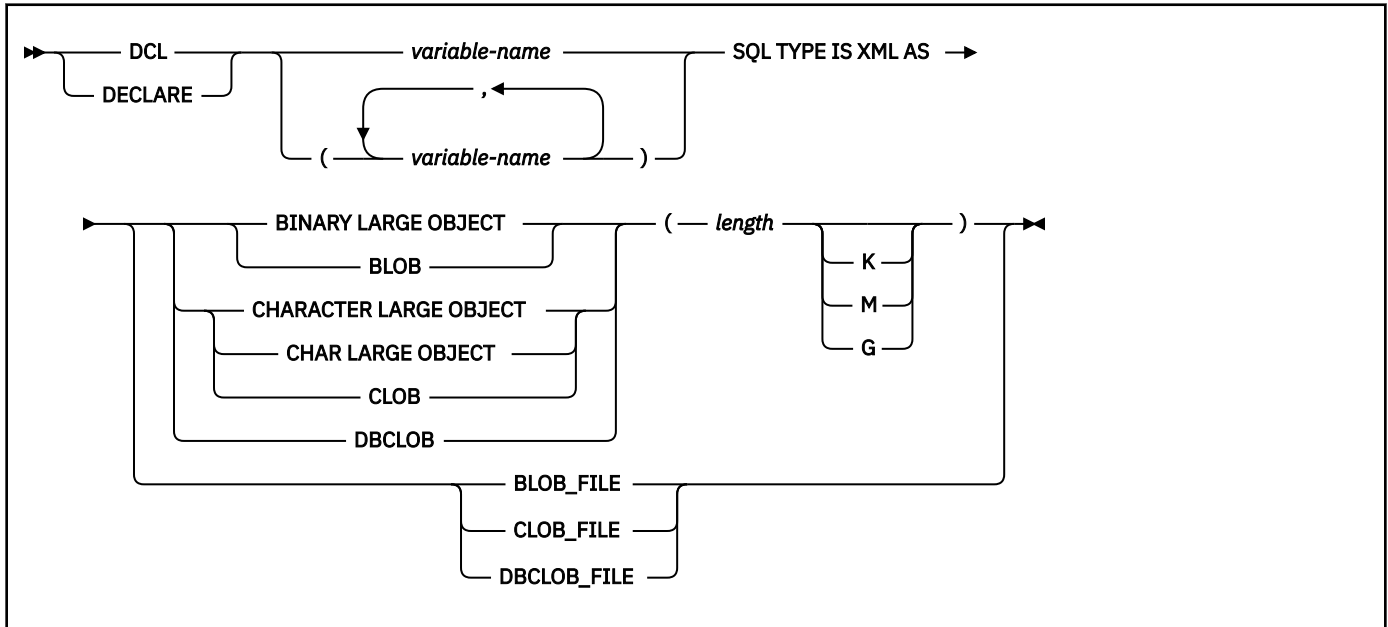 DCL variable-name SQL TYPE IS XML AS
DECLARE
,
( variable-name )
BINARY LARGE OBJECT ( length )
BLOB K
CHARACTER LARGE OBJECT M
CHAR LARGE OBJECT G
CLOB
DBCLOB
BLOB_FILE
CLOB_FILE
DBCLOB_FILE